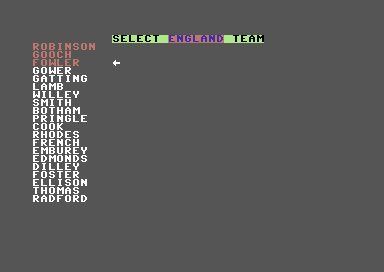 SELECT ENGLAND TEAM
ROBINSON
GOOCH
FOWLER ←
GOWER
GATTING
LAMB
WILLEY
SMITH
BOTHAM
PRINGLE
COOK
RHODES
FRENCH
EMBUREY
EDMONDS
DILLEY
FOSTER
ELLISON
THOMAS
RADFORD